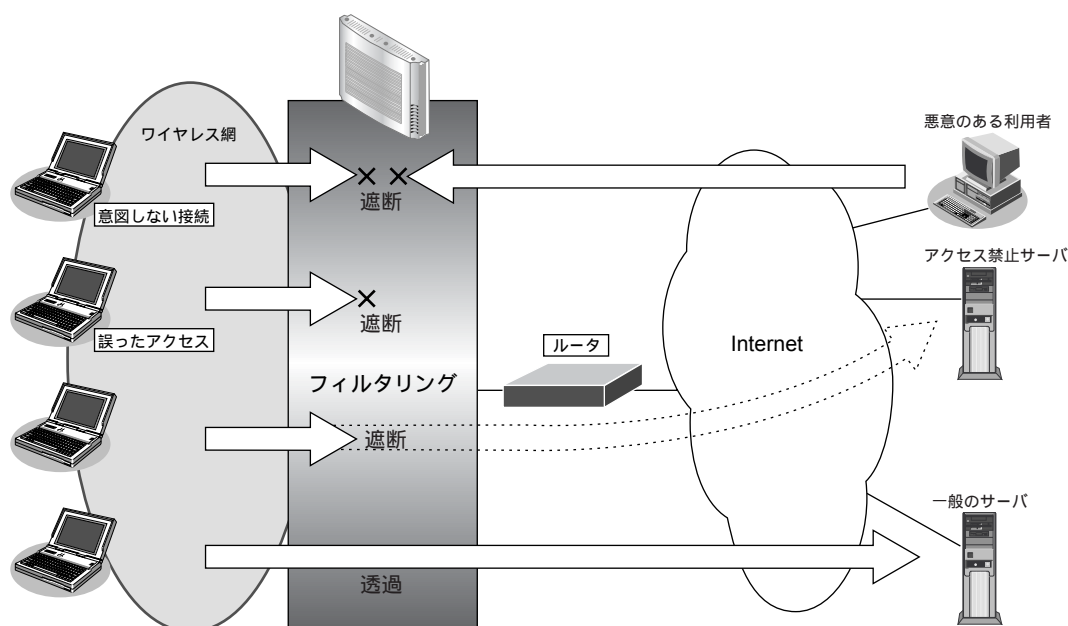 ワイヤレス網
悪意のある利用者
遮断
意図しない接続
アクセス禁止サーバ
遮断
誤ったアクセス
ルータ
Internet
フィルタリング
遮断
一般のサーバ
透過